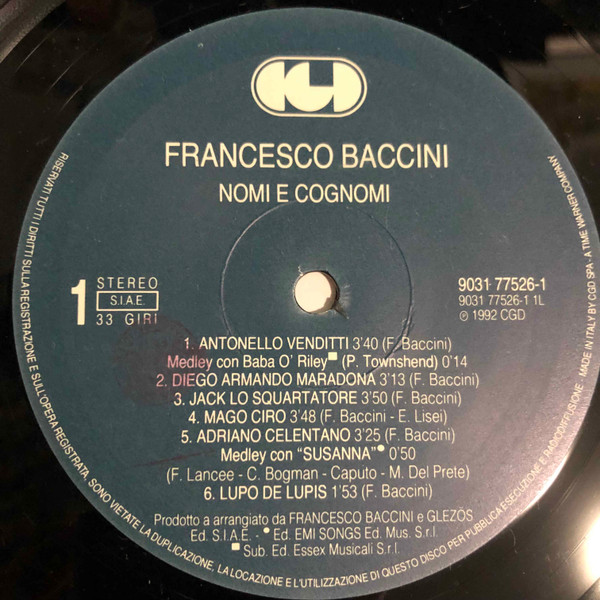 CGD
FRANCESCO BACCINI
NOMI E COGNOMI
1
STEREO
S.I.A.E.
33 GIRI
9031-77526-1
9031 77526-1 1L
℗ 1992 CGD
1. ANTONELLO VENDITTI 3'40 (F. Baccini)
Medley con Baba O' Riley■ (P. Townshend) 0'14
2. DIEGO ARMANDO MARADONA 3'13 (F. Baccini)
3. JACK LO SQUARTATORE 3'50 (F. Baccini)
4. MAGO CIRO 3'48 (F. Baccini - E. Lisei)
5. ADRIANO CELENTANO 3'25 (F. Baccini)
Medley con "SUSANNA"● 0'50
(F. Lancee - C. Bogman - Caputo - M. Del Prete)
6. LUPO DE LUPIS 1'53 (F. Baccini)
Prodotto a arrangiato da FRANCESCO BACCINI e GLEZÖS
Ed. S.I.A.E. - ● Ed. EMI SONGS Ed. Mus. S.r.l.
■ Sub. Ed. Essex Musicali S.r.l.
RISERVATI TUTTI I DIRITTI SULLA REGISTRAZIONE E SULL'OPERA REGISTRATA. SONO VIETATE LA DUPLICAZIONE, LA LOCAZIONE E L'UTILIZZAZIONE DI QUESTO DISCO PER PUBBLICA ESECUZIONE E RADIODIFFUSIONE - MADE IN ITALY BY CGD SPA - A TIME WARNER COMPANY